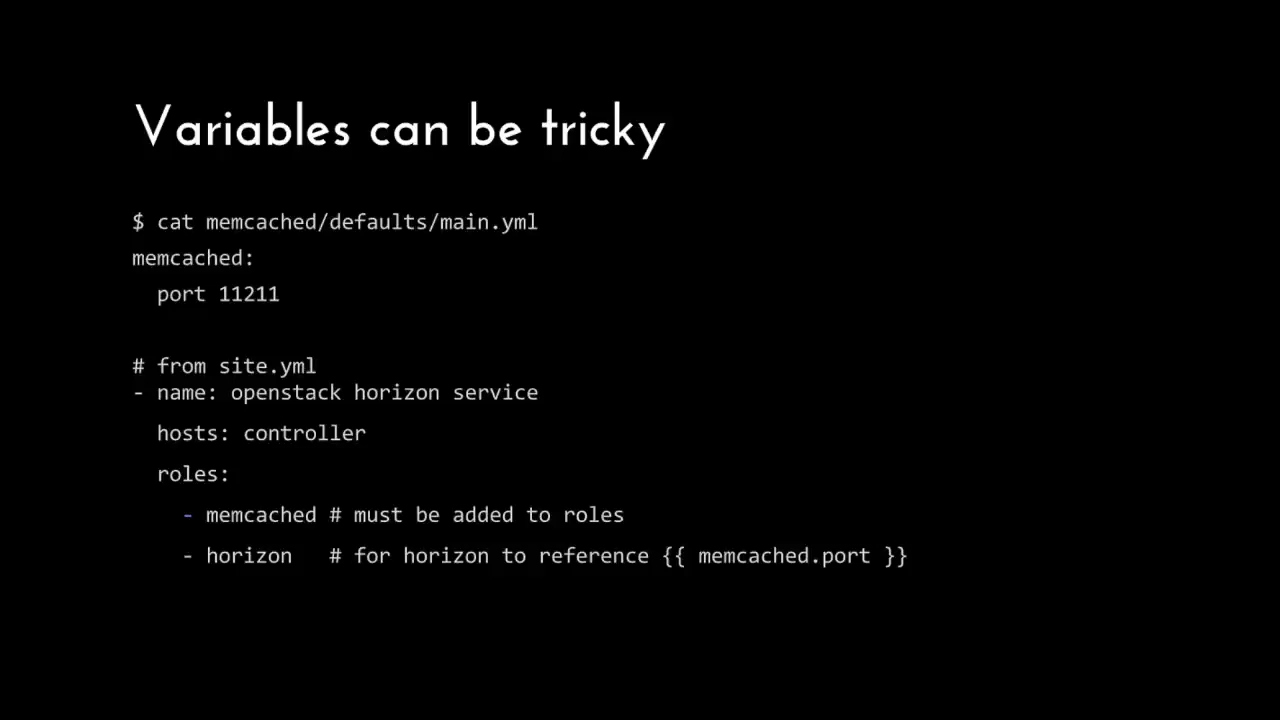 Variables can be tricky
$ cat memcached/defaults/main.yml
memcached:
  port 11211
# from site.yml
- name: openstack horizon service
  hosts: controller
  roles:
    - memcached # must be added to roles
    - horizon   # for horizon to reference {{ memcached.port }}